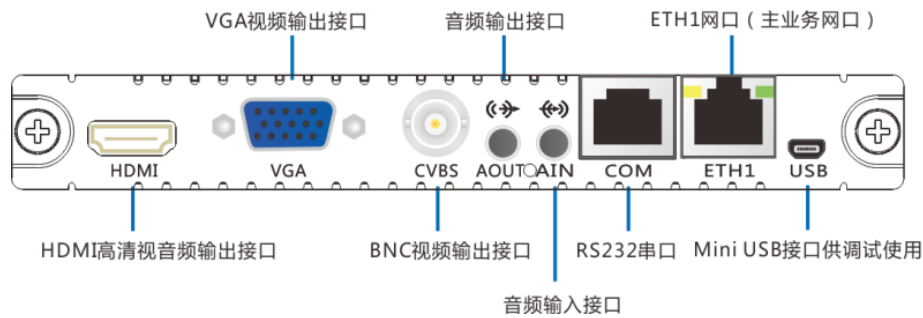 VGA视频输出接口
音频输出接口
ETH1网口（主业务网口）
HDMI
VGA
CVBS
AOUT
AIN
COM
ETH1
USB
HDMI高清视音频输出接口
BNC视频输出接口
RS232串口
Mini USB接口供调试使用
音频输入接口